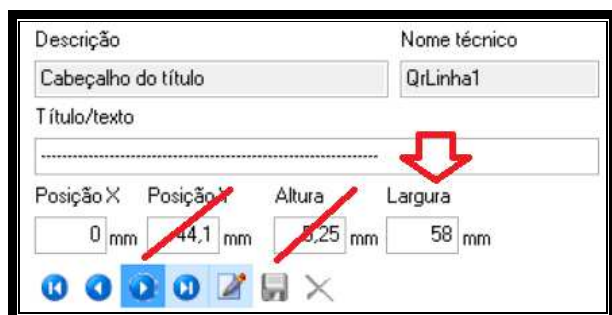 Descrição Nome técnico
Cabeçalho do título QrLinha1
Título/texto
----------------------------------------------------------------
Posição X Posição Y Altura Largura
0 mm 44,1 mm 5,25 mm 58 mm